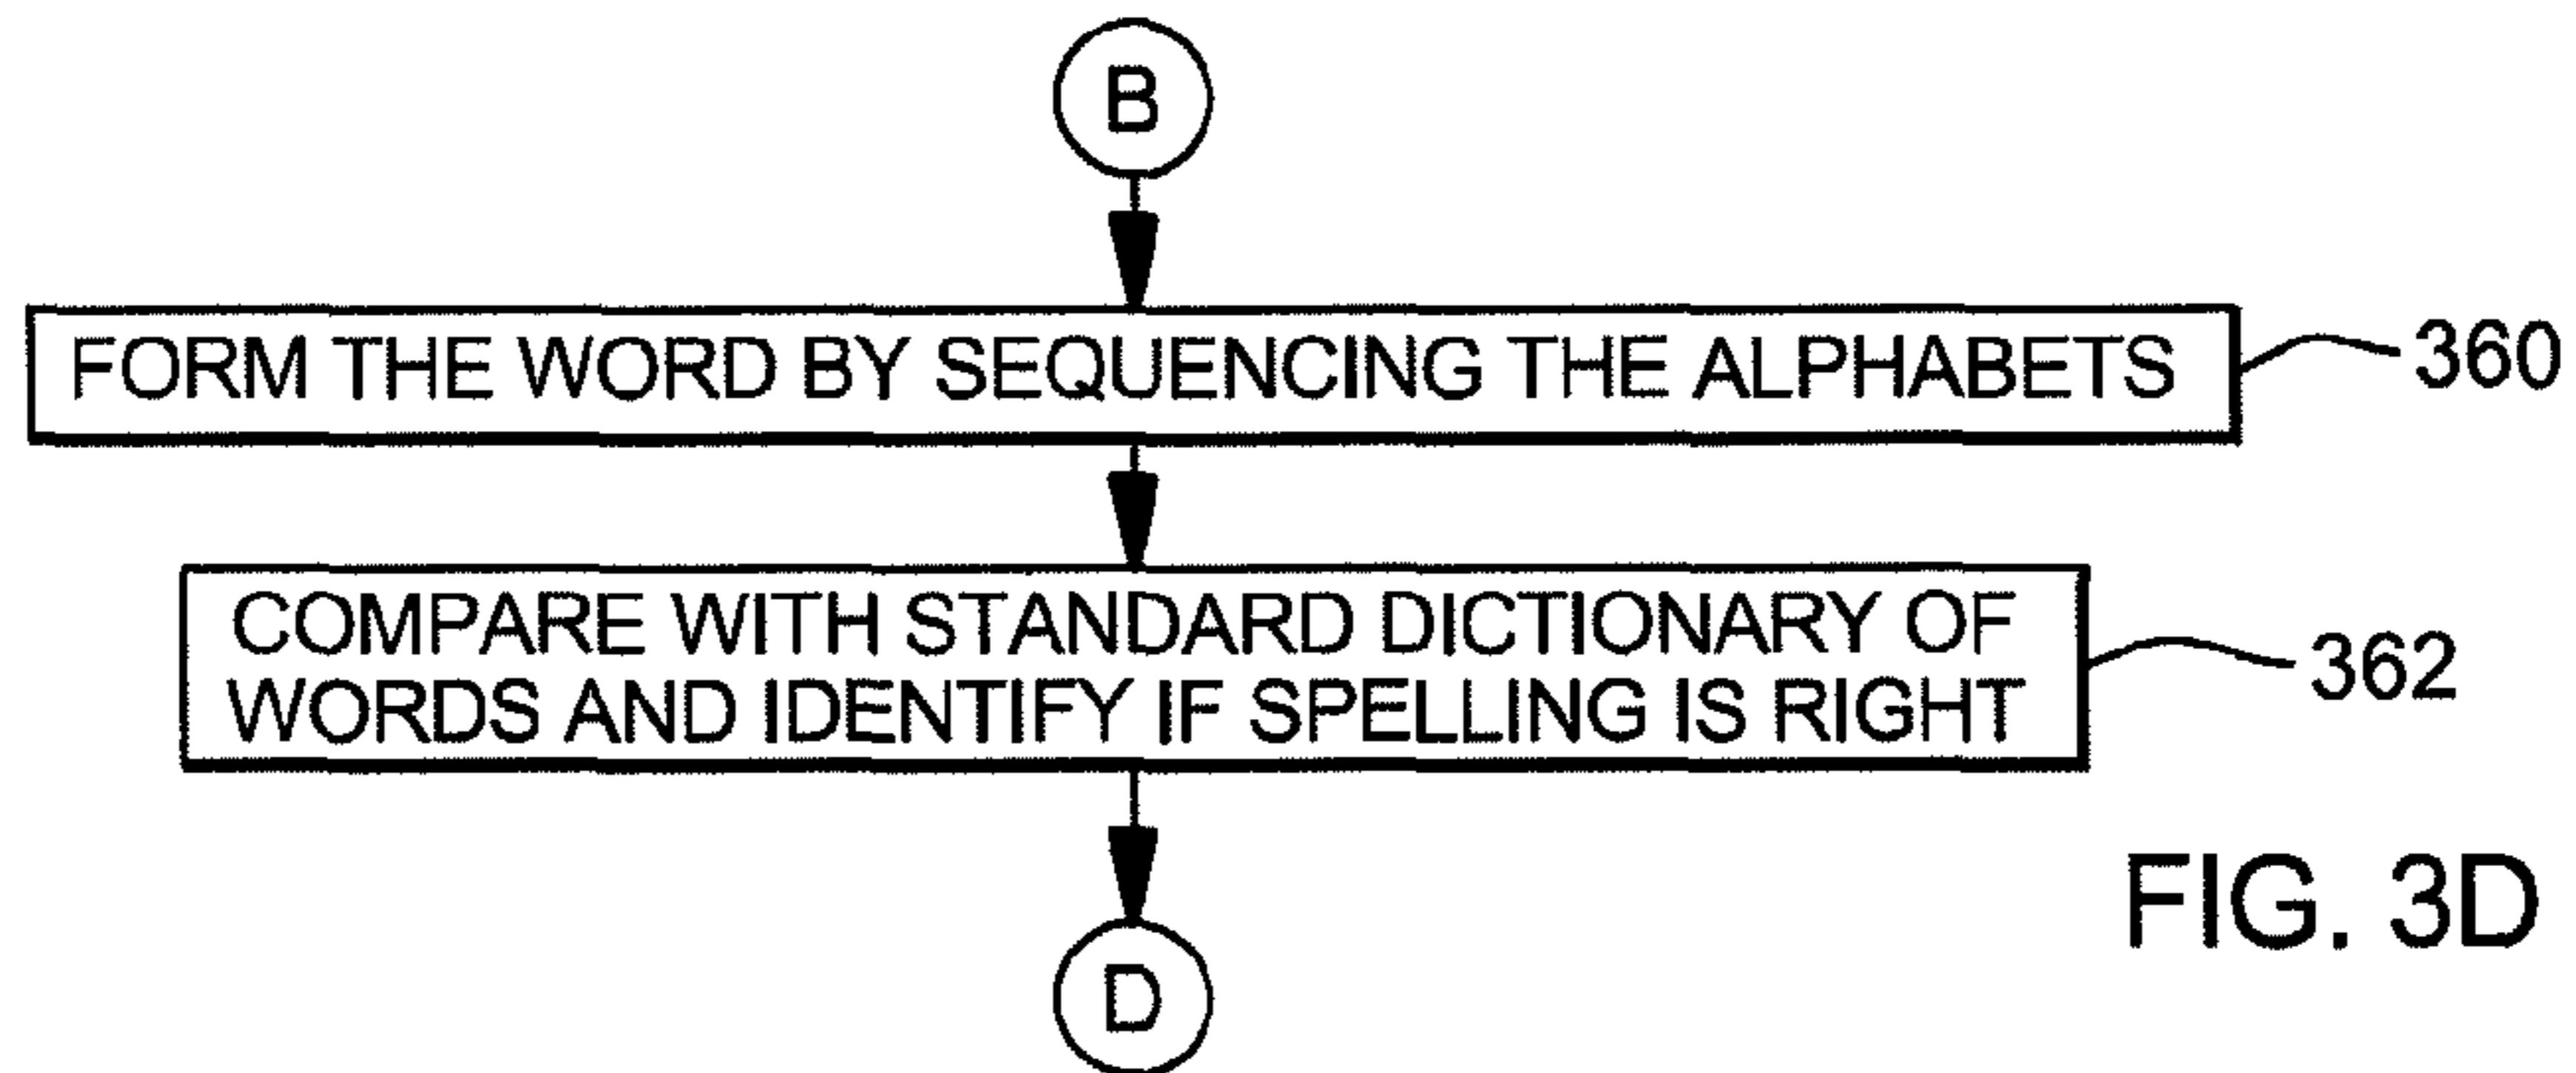 B
FORM THE WORD BY SEQUENCING THE ALPHABETS
360
COMPARE WITH STANDARD DICTIONARY OF
WORDS AND IDENTIFY IF SPELLING IS RIGHT
362
D
FIG. 3D